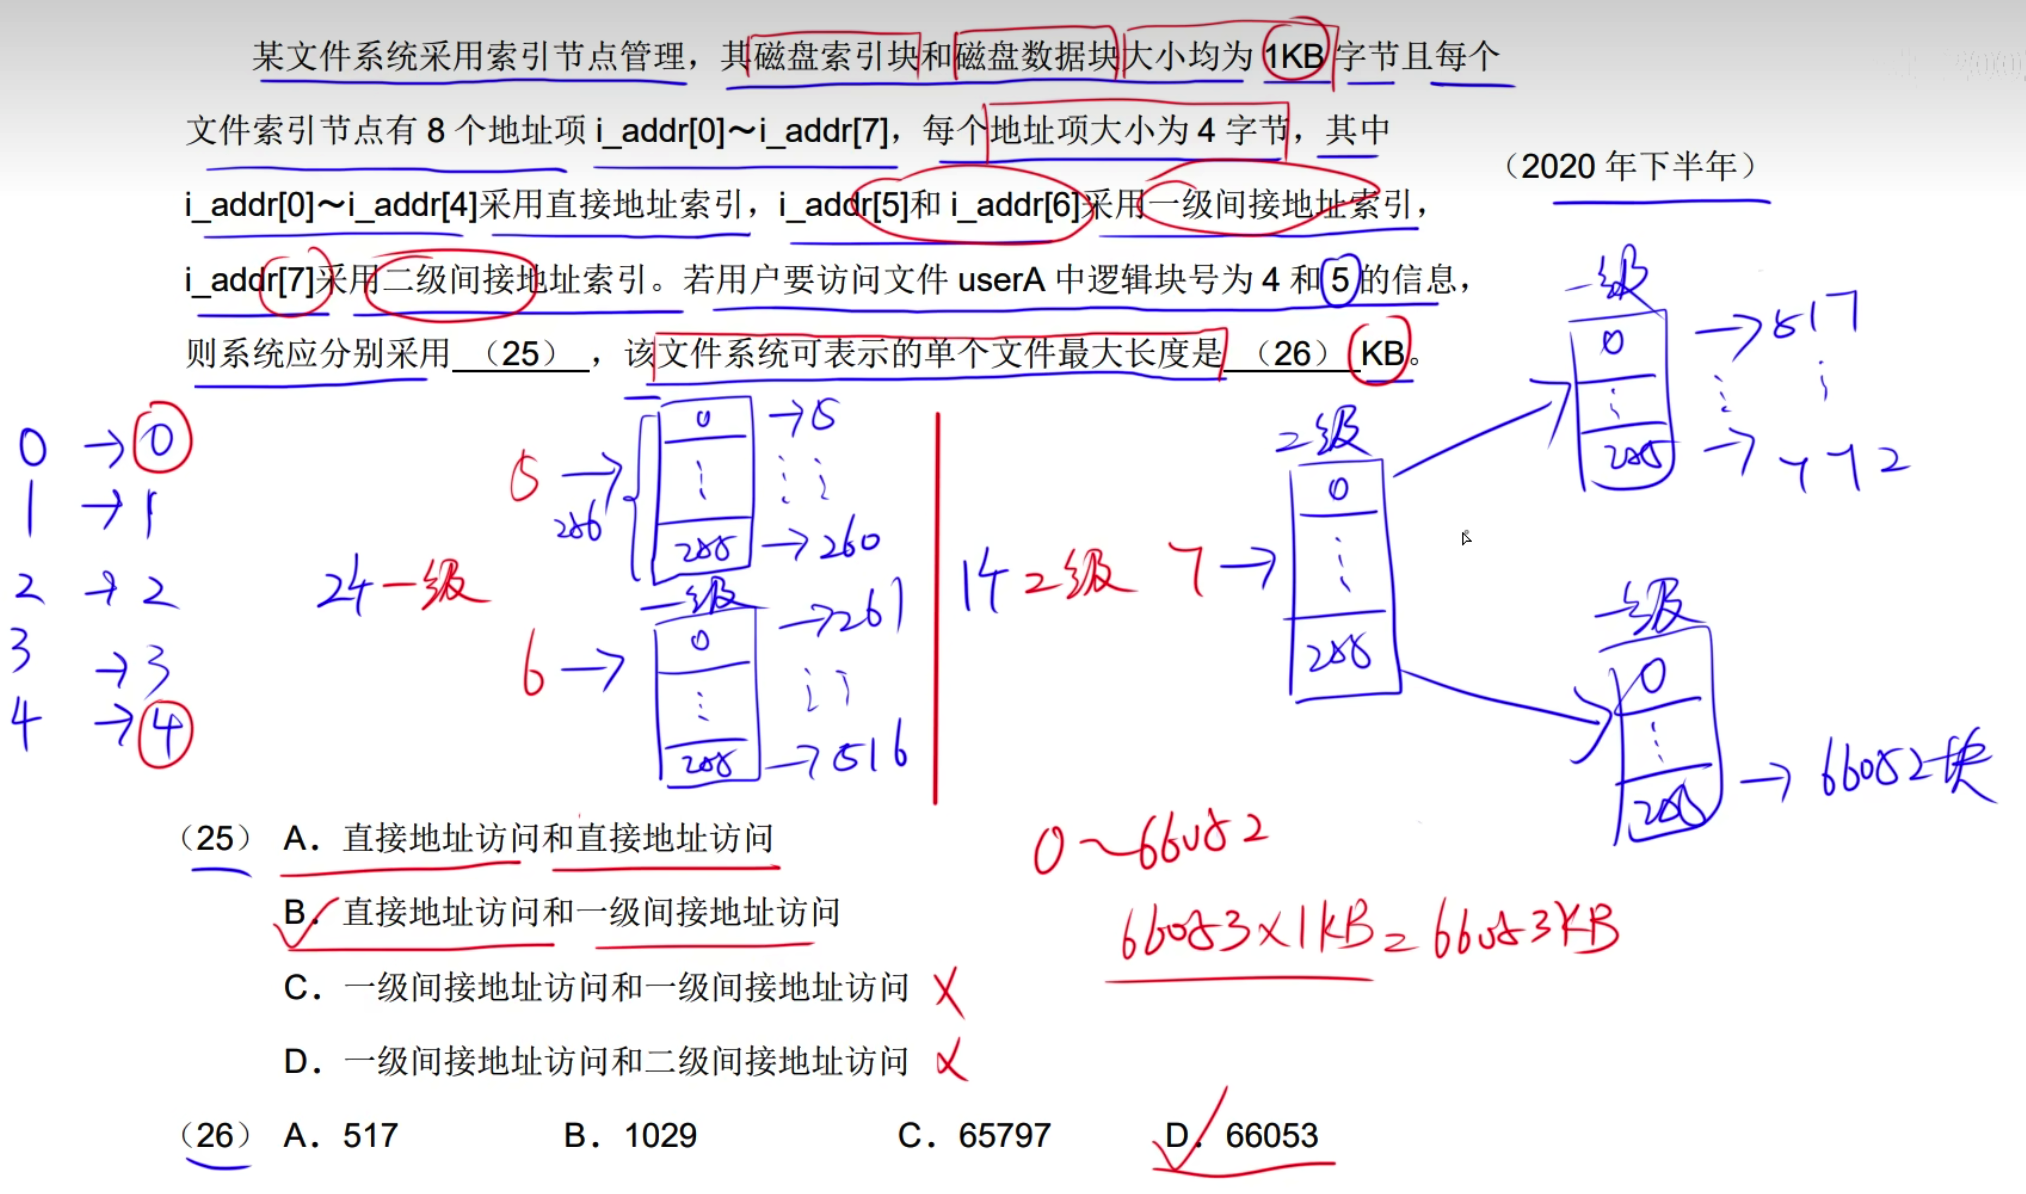 某文件系统采用索引节点管理，其磁盘索引块和磁盘数据块大小均为 1KB 字节且每个
文件索引节点有 8 个地址项 i_addr[0]～i_addr[7]，每个地址项大小为 4 字节，其中
（2020 年下半年）
i_addr[0]～i_addr[4]采用直接地址索引，i_addr[5]和 i_addr[6]采用一级间接地址索引，
i_addr[7]采用二级间接地址索引。若用户要访问文件 userA 中逻辑块号为 4 和 5 的信息，
则系统应分别采用 （25） ，该文件系统可表示的单个文件最大长度是 （26） KB。
0 → 0
1 → 1
2 → 2
3 → 3
4 → 4
2个一级
5 →
256
0 → 5
255 → 260
一级
6 →
0 → 261
255 → 516
1个2级
7 →
2级
0
255
一级
0 → 517
255 → 772
一级
0
255 → 66052块
（25） A．直接地址访问和直接地址访问
B．直接地址访问和一级间接地址访问
C．一级间接地址访问和一级间接地址访问 ×
D．一级间接地址访问和二级间接地址访问 ×
0～66052
66053×1KB=66053KB
（26） A．517 B．1029 C．65797 D．66053